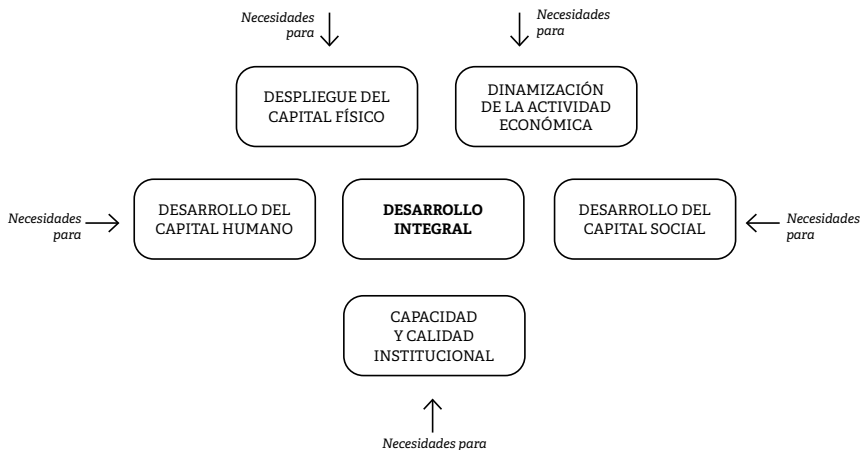 Necesidades
para
Necesidades
para
DESPLIEGUE DEL
CAPITAL FÍSICO
DINAMIZACIÓN
DE LA ACTIVIDAD
ECONÓMICA
Necesidades
para
DESARROLLO DEL
CAPITAL HUMANO
DESARROLLO
INTEGRAL
DESARROLLO DEL
CAPITAL SOCIAL
Necesidades
para
CAPACIDAD
Y CALIDAD
INSTITUCIONAL
Necesidades para